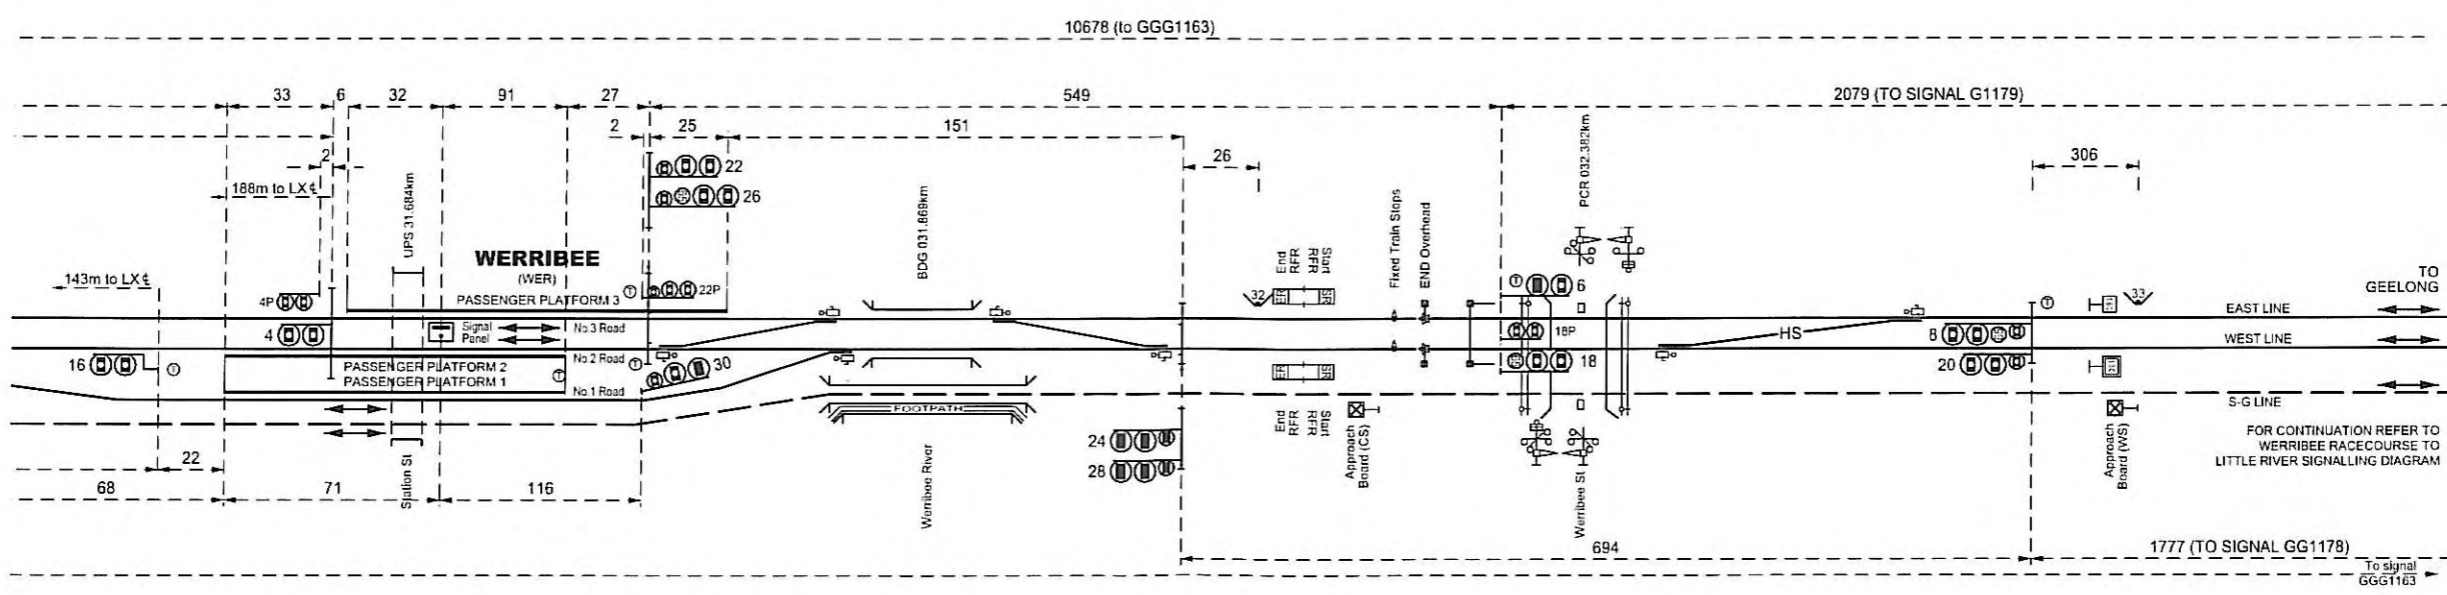 10678 (to GGG1163)
33
6
32
91
27
549
2079 (TO SIGNAL G1179)
2
25
151
2
26
306
188m to LX ℄
UPS 31.684km
22
26
BDG 031.869km
PCR 032.382km
Fixed Train Stops
END Overhead
WERRIBEE
(WER)
143m to LX ℄
4P
PASSENGER PLATFORM 3
T
22P
End
RFR
RFR
Start
32
T
6
T
33
TO
GEELONG
EAST LINE
4
Signal
Panel
No.3 Road
18P
HS
8
WEST LINE
16
T
PASSENGER PLATFORM 2
PASSENGER PLATFORM 1
No.2 Road
T
T
No.1 Road
30
18
20
S-G LINE
FOOTPATH
End
RFR
RFR
Start
Approach
Board (CS)
Approach
Board (WS)
FOR CONTINUATION REFER TO
WERRIBEE RACECOURSE TO
LITTLE RIVER SIGNALLING DIAGRAM
24
28
22
Station St
Werribee River
Werribee St
68
71
116
694
1777 (TO SIGNAL GG1178)
To signal
GGG1163